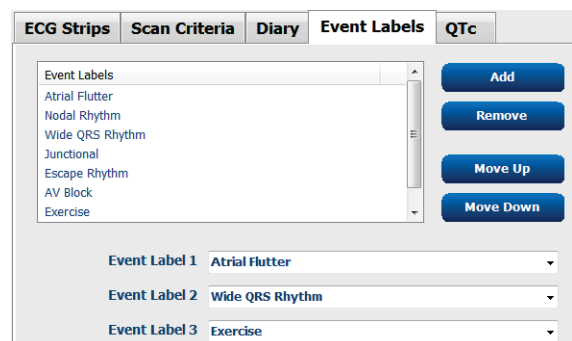 ECG Strips Scan Criteria Diary Event Labels QTc
Event Labels
Atrial Flutter
Nodal Rhythm
Wide QRS Rhythm
Junctional
Escape Rhythm
AV Block
Exercise
Add
Remove
Move Up
Move Down
Event Label 1 Atrial Flutter
Event Label 2 Wide QRS Rhythm
Event Label 3 Exercise